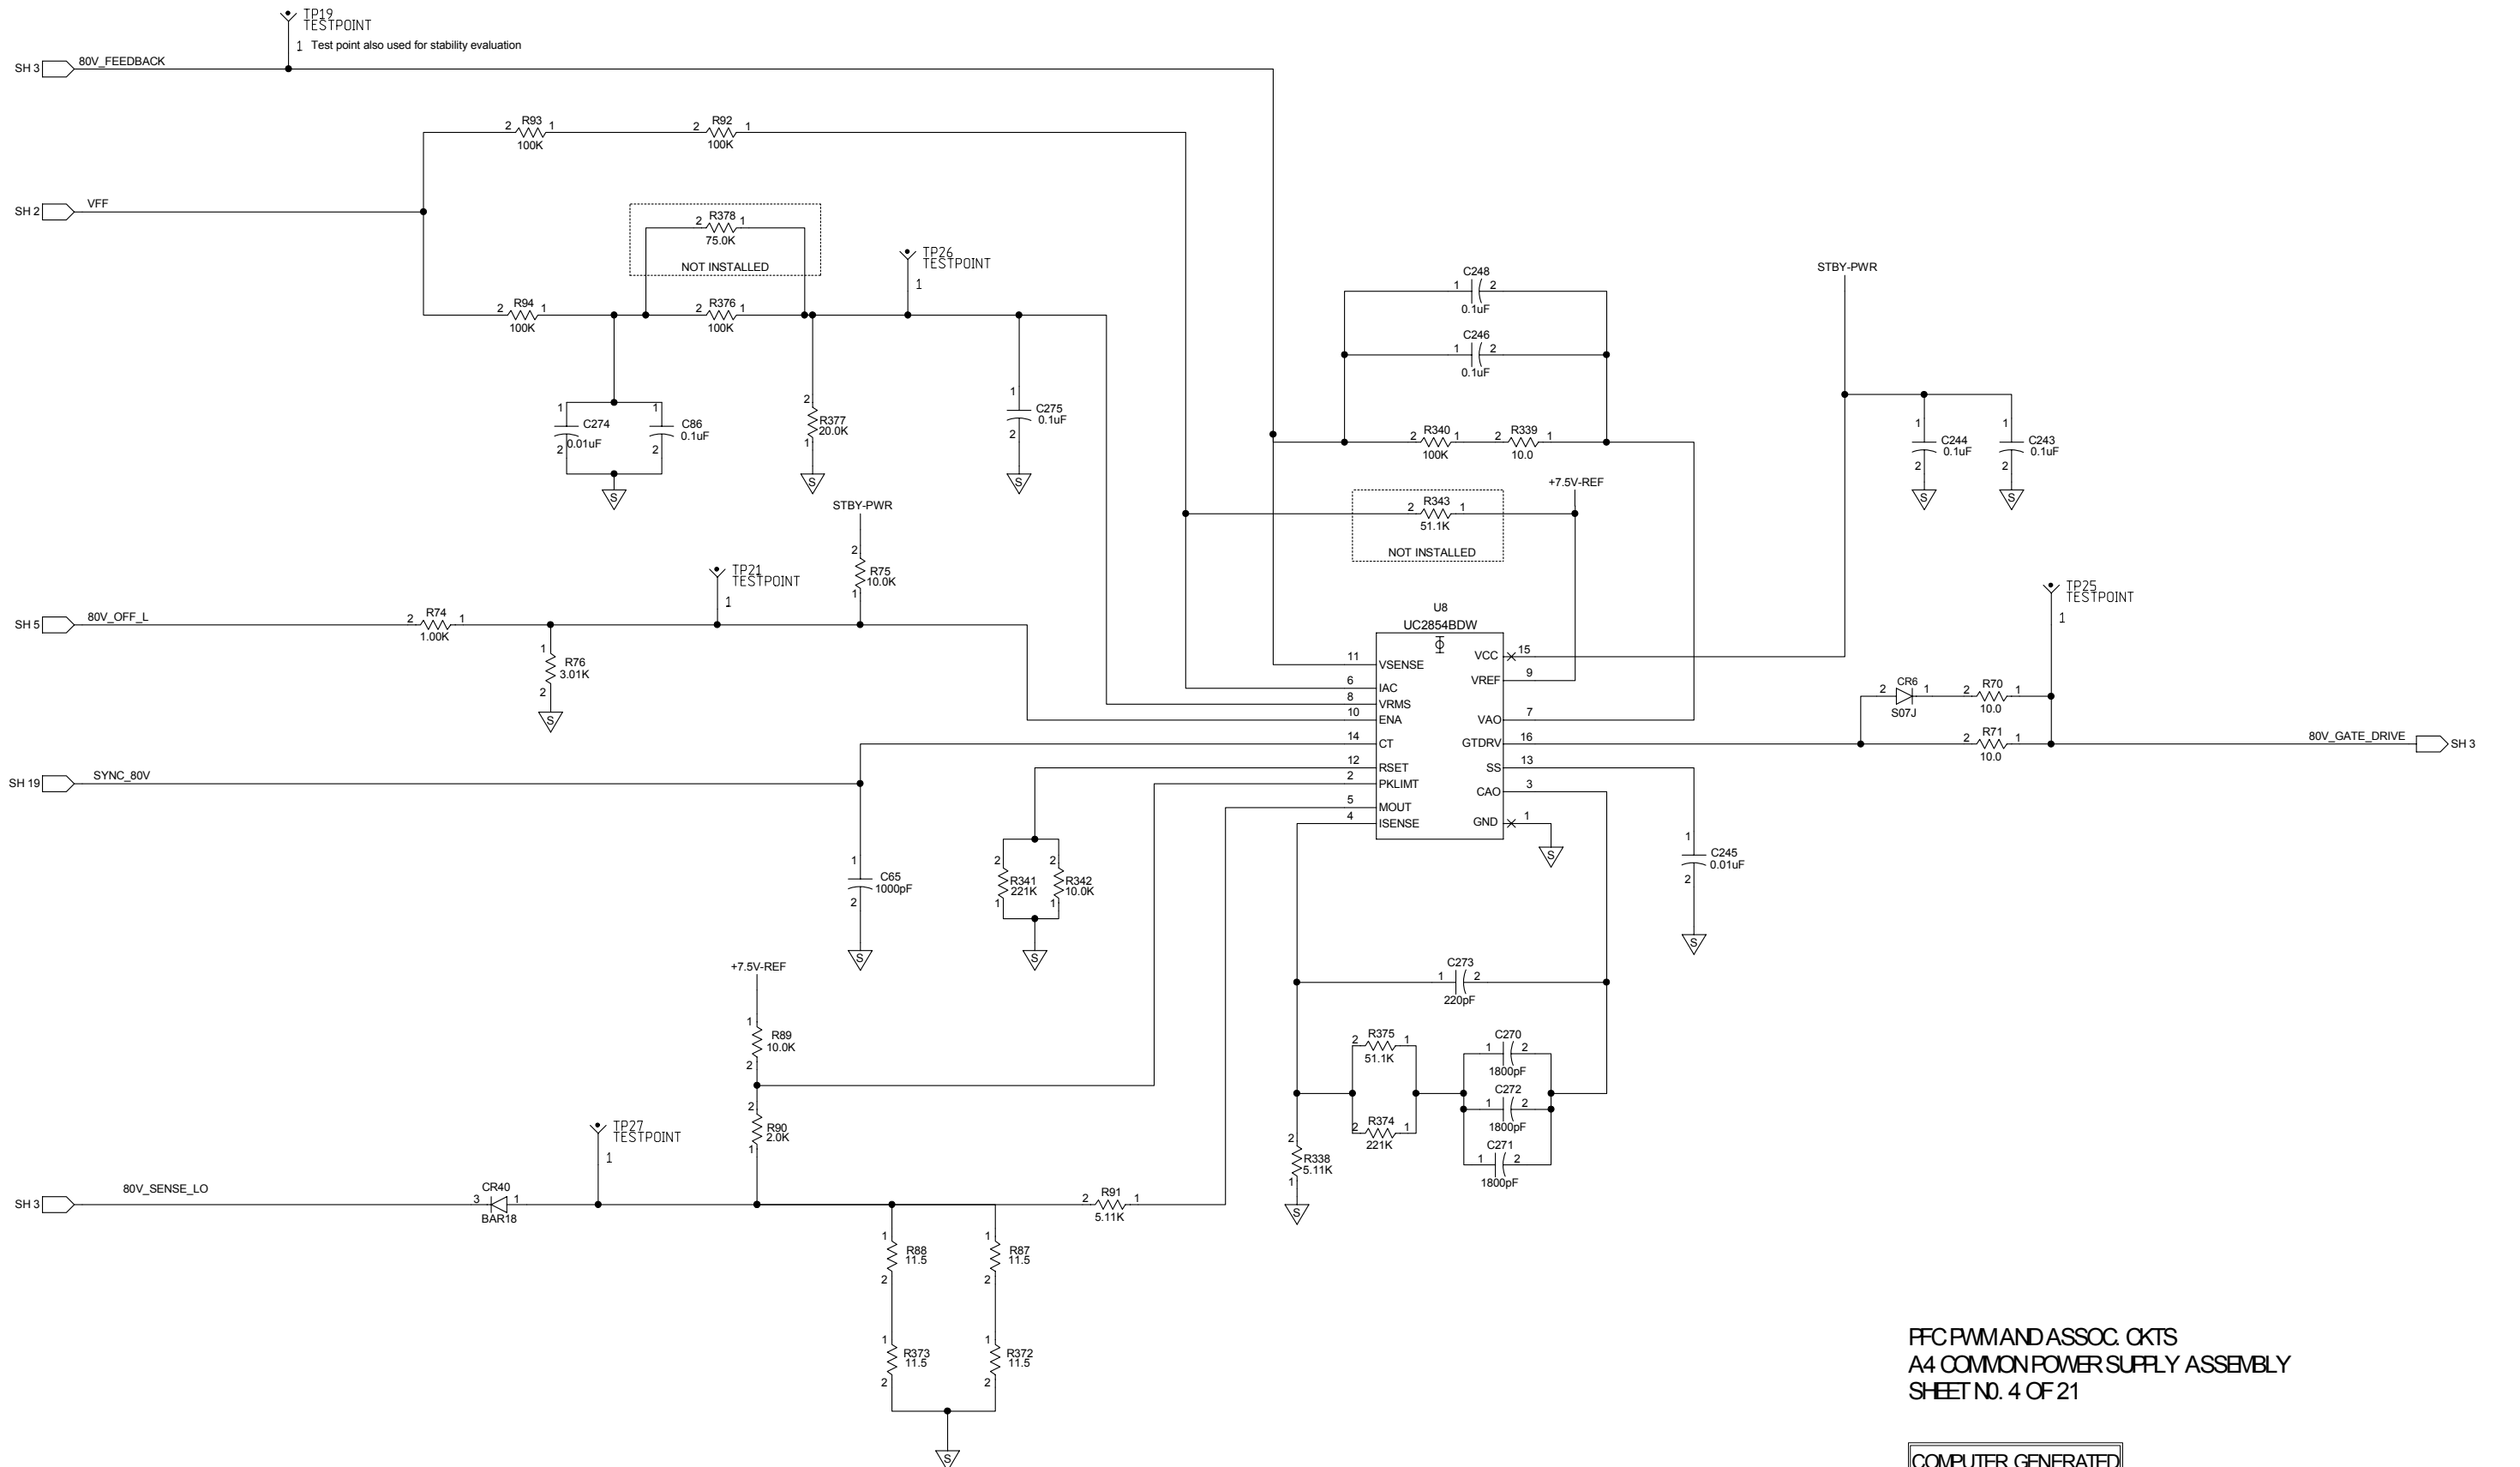 TP19
TESTPOINT
1 Test point also used for stability evaluation
SH 3 80V_FEEDBACK
2 R93 1
100K
2 R92 1
100K
SH 2 VFF
2 R378 1
75.0K
NOT INSTALLED
TP26
TESTPOINT
1
2 R94 1
100K
2 R376 1
100K
1
C274
0.01uF
2
1
C86
0.1uF
2
2
R377
20.0K
1
1
C275
0.1uF
2
S
S
S
C248
1 2
0.1uF
C246
1 2
0.1uF
2 R340 1
100K
2 R339 1
10.0
STBY-PWR
1
C244
0.1uF
2
1
C243
0.1uF
2
S
S
+7.5V-REF
2 R343 1
51.1K
NOT INSTALLED
STBY-PWR
2
R75
10.0K
1
TP21
TESTPOINT
1
SH 5 80V_OFF_L
2 R74 1
1.00K
1
R76
3.01K
2
S
U8
UC2854BDW
11 VSENSE
6 IAC
8 VRMS
10 ENA
14 CT
12 RSET
2 PKLIMT
5 MOUT
4 ISENSE
VCC 15
VREF 9
VAO 7
GTDRV 16
SS 13
CAO 3
GND 1
S
TP25
TESTPOINT
1
CR6
2 1
S07J
2 R70 1
10.0
2 R71 1
10.0
80V_GATE_DRIVE SH 3
SH 19 SYNC_80V
1
C65
1000pF
2
S
2
R341
221K
1
2
R342
10.0K
1
S
1
C245
0.01uF
2
S
+7.5V-REF
1
R89
10.0K
2
2
R90
2.0K
1
C273
1 2
220pF
2 R375 1
51.1K
2 R374 1
221K
C270
1 2
1800pF
C272
1 2
1800pF
C271
1 2
1800pF
2
R338
5.11K
1
S
TP27
TESTPOINT
1
SH 3 80V_SENSE_LO
CR40
3 1
BAR18
2 R91 1
5.11K
1
R88
11.5
2
1
R87
11.5
2
1
R373
11.5
2
1
R372
11.5
2
S
PFC PWM AND ASSOC. CKTS
A4 COMMON POWER SUPPLY ASSEMBLY
SHEET N0. 4 OF 21
COMPUTER GENERATED